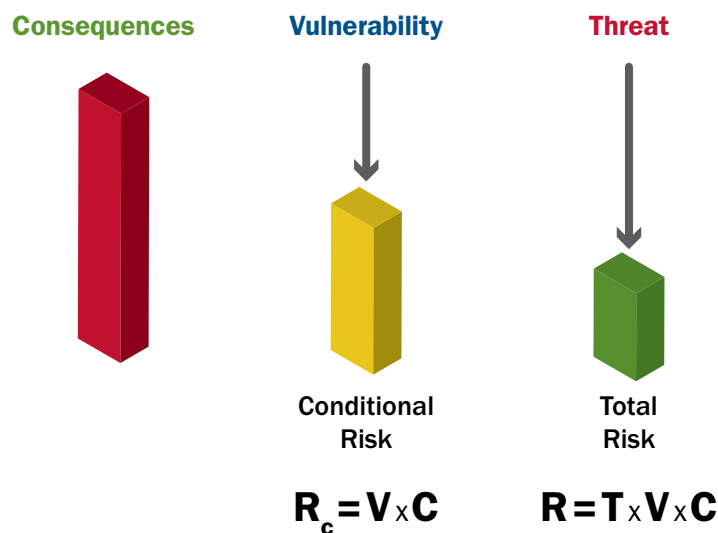 Consequences
Vulnerability
Threat
Conditional
Risk
Total
Risk
Rc = V x C
R = T x V x C